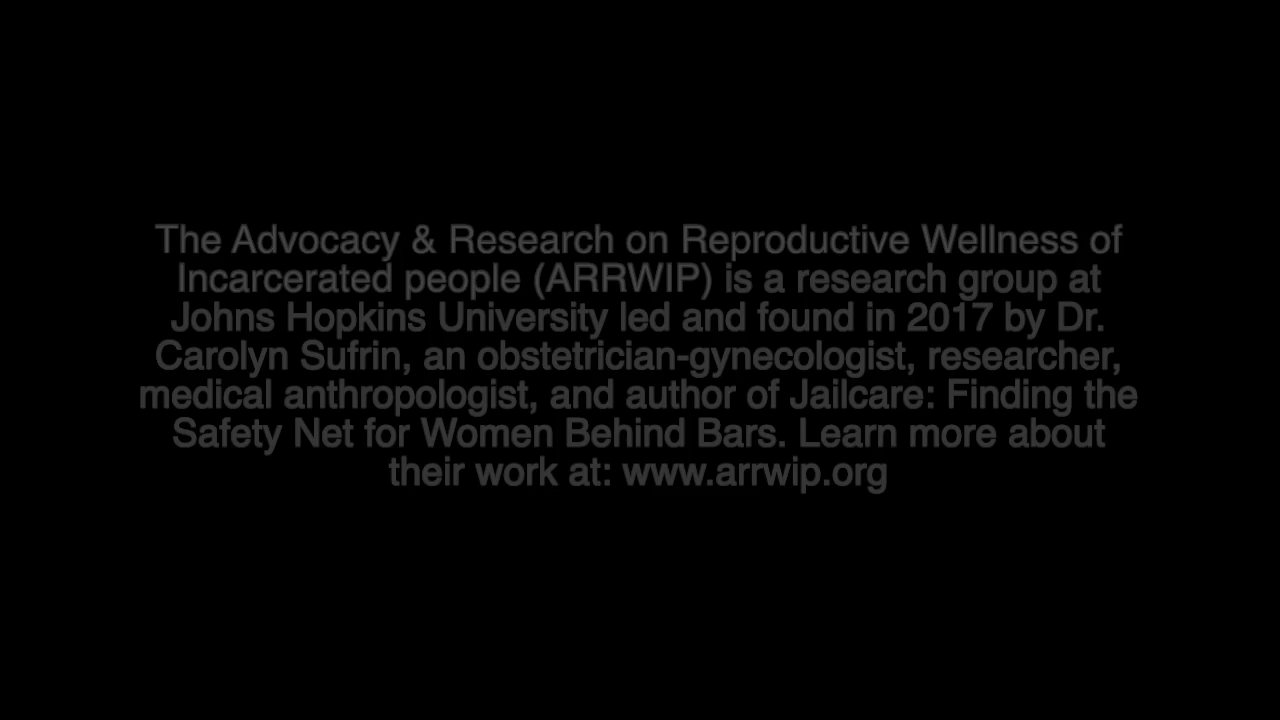 The Advocacy & Research on Reproductive Wellness of
Incarcerated people (ARRWIP) is a research group at
Johns Hopkins University led and found in 2017 by Dr.
Carolyn Sufrin, an obstetrician-gynecologist, researcher,
medical anthropologist, and author of Jailcare: Finding the
Safety Net for Women Behind Bars. Learn more about
their work at: www.arrwip.org